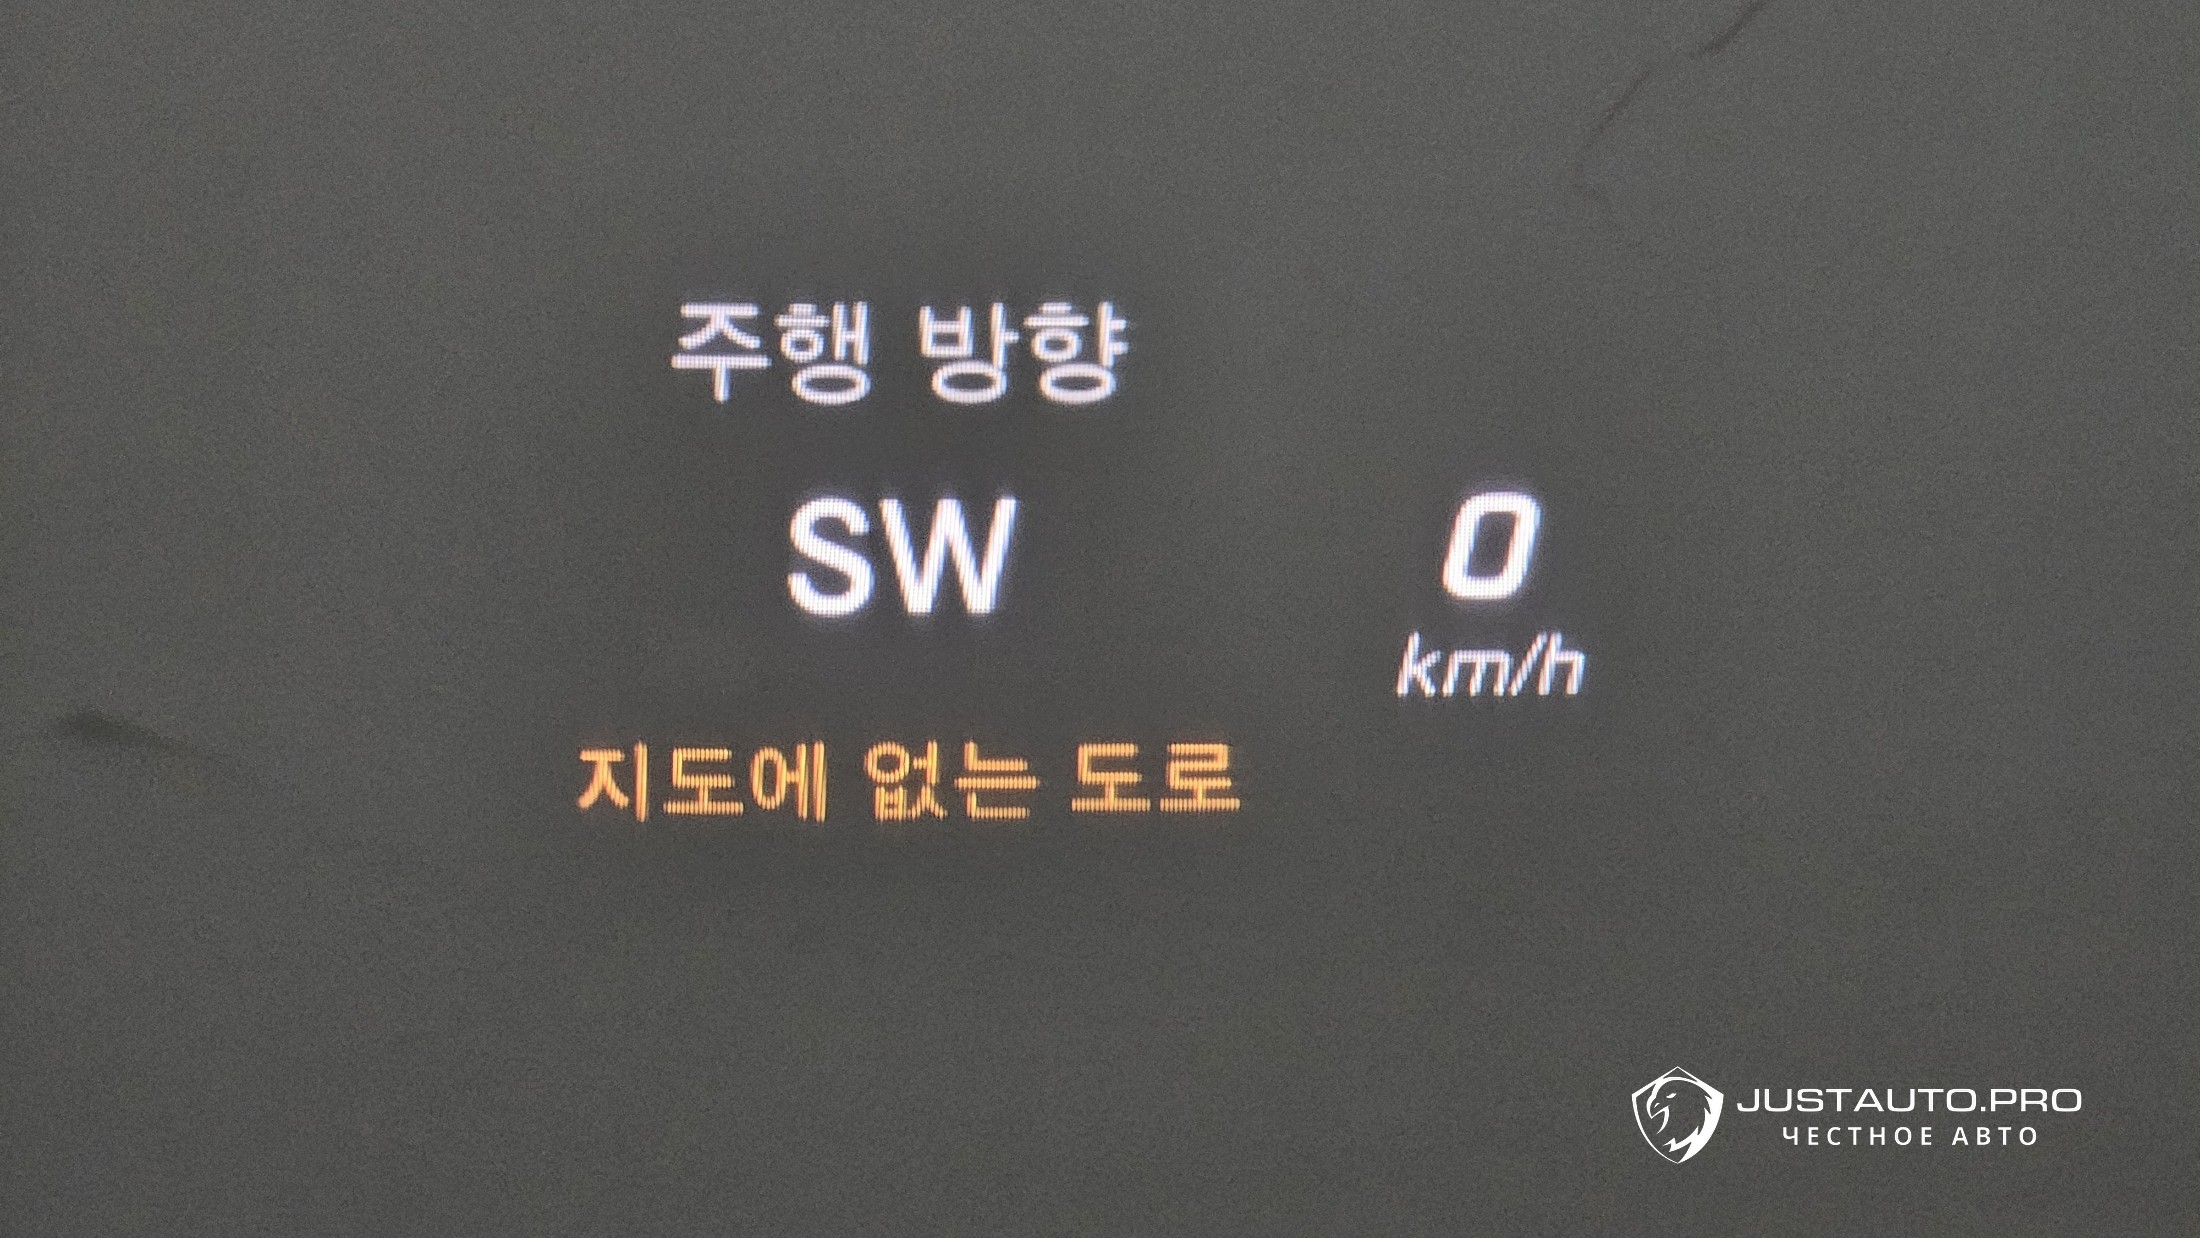 주행 방향
SW
0
km/h
지도에 없는 도로
JUSTAUTO.PRO
ЧЕСТНОЕ АВТО